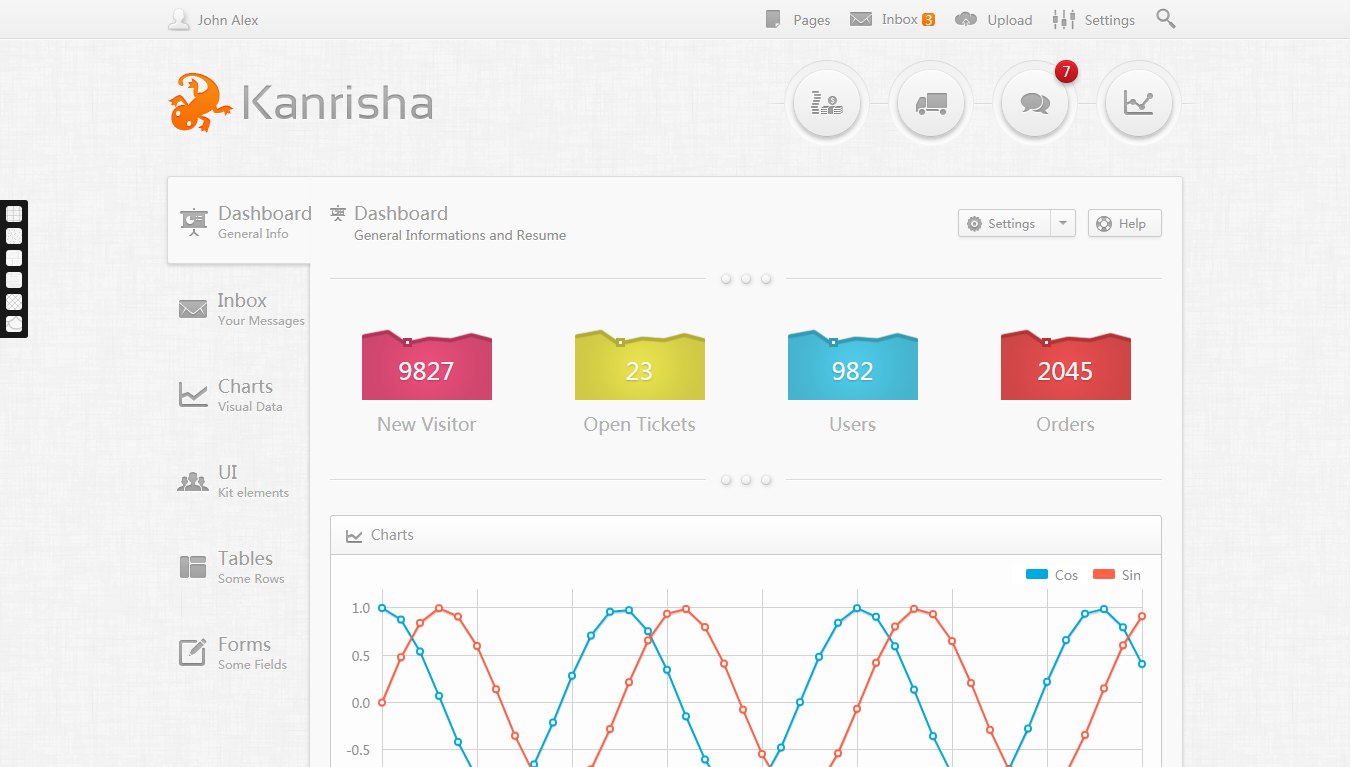 John Alex
Pages
Inbox 3
Upload
Settings
Kanrisha
7
Dashboard
General Info
Inbox
Your Messages
Charts
Visual Data
UI
Kit elements
Tables
Some Rows
Forms
Some Fields
Dashboard
General Informations and Resume
Settings
Help
9827
New Visitor
23
Open Tickets
982
Users
2045
Orders
Charts
Cos
Sin
1.0
0.5
0.0
-0.5